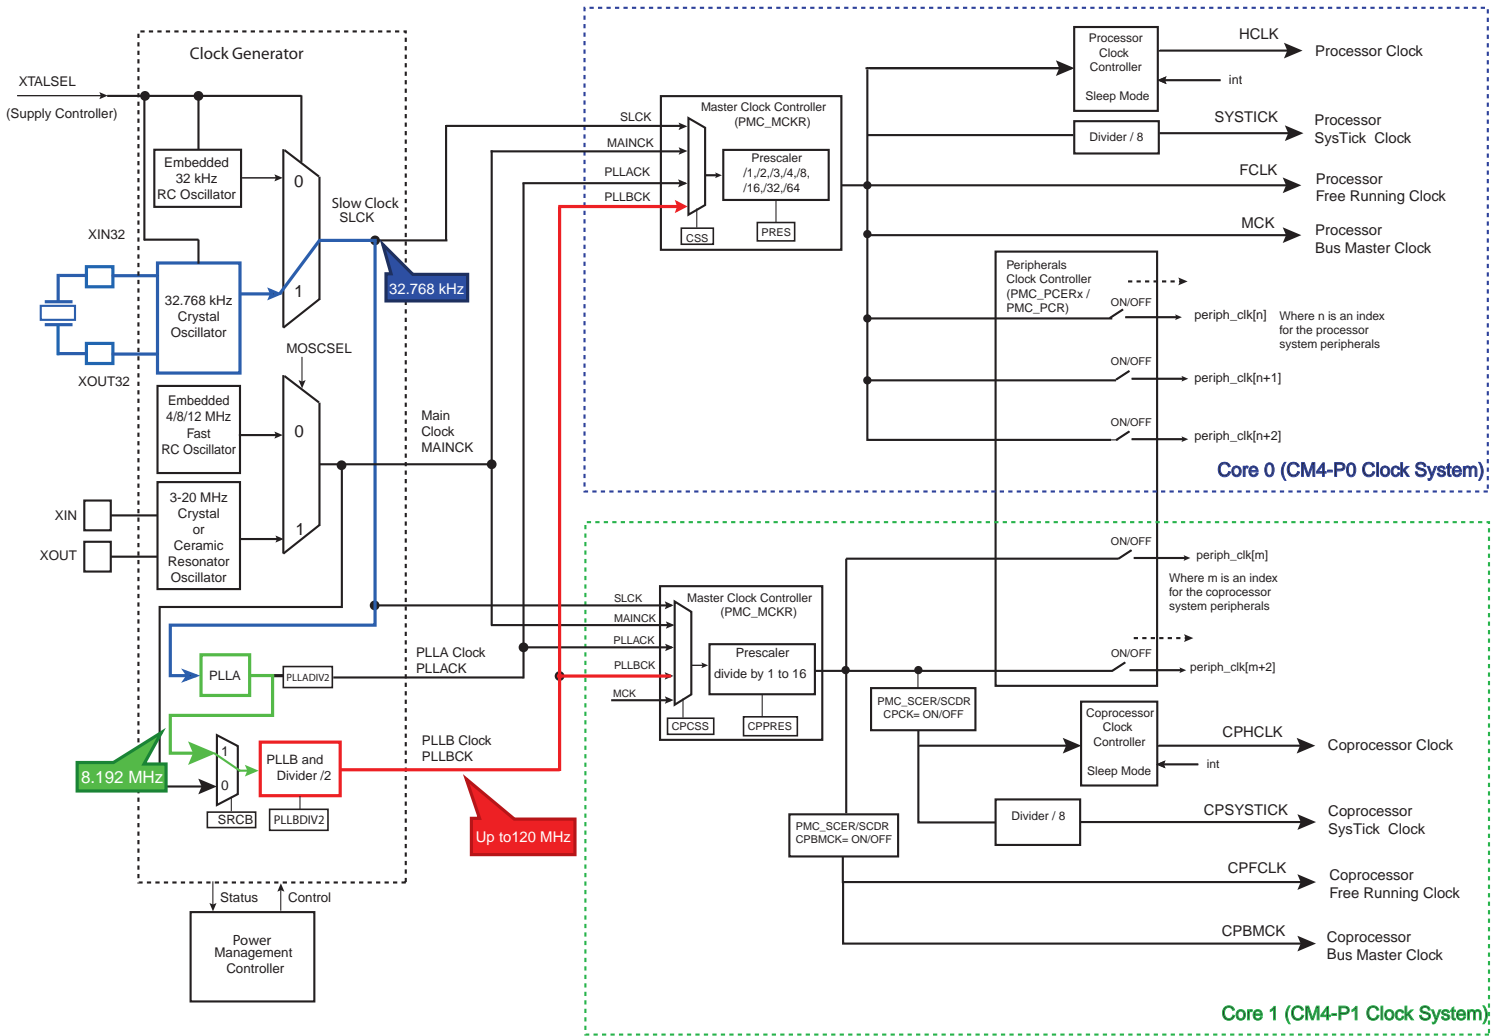 Clock Generator
XTALSEL
(Supply Controller)
Embedded
32 kHz
RC Oscillator
0
1
Slow Clock
SLCK
XIN32
32.768 kHz
Crystal
Oscillator
XOUT32
32.768 kHz
MOSCSEL
Embedded
4/8/12 MHz
Fast
RC Oscillator
0
1
Main
Clock
MAINCK
XIN
XOUT
3-20 MHz
Crystal
or
Ceramic
Resonator
Oscillator
PLLA
PLLADIV2
PLLA Clock
PLLACK
8.192 MHz
1
0
SRCB
PLLB and
Divider /2
PLLBDIV2
PLLB Clock
PLLBCK
Up to120 MHz
Status
Control
Power
Management
Controller
SLCK
MAINCK
PLLACK
PLLBCK
Master Clock Controller
(PMC_MCKR)
Prescaler
/1,/2,/3,/4,/8,
/16,/32,/64
CSS
PRES
Processor
Clock
Controller
Sleep Mode
HCLK
Processor Clock
int
Divider / 8
SYSTICK
Processor
SysTick Clock
FCLK
Processor
Free Running Clock
MCK
Processor
Bus Master Clock
Peripherals
Clock Controller
(PMC_PCERx /
PMC_PCR)
ON/OFF
periph_clk[n]
Where n is an index
for the processor
system peripherals
ON/OFF
periph_clk[n+1]
ON/OFF
periph_clk[n+2]
Core 0 (CM4-P0 Clock System)
SLCK
MAINCK
PLLACK
PLLBCK
MCK
Master Clock Controller
(PMC_MCKR)
Prescaler
divide by 1 to 16
CPCSS
CPPRES
ON/OFF
periph_clk[m]
Where m is an index
for the coprocessor
system peripherals
ON/OFF
periph_clk[m+2]
PMC_SCER/SCDR
CPCK= ON/OFF
Coprocessor
Clock
Controller
Sleep Mode
CPHCLK
Coprocessor Clock
int
Divider / 8
CPSYSTICK
Coprocessor
SysTick Clock
PMC_SCER/SCDR
CPBMCK= ON/OFF
CPFCLK
Coprocessor
Free Running Clock
CPBMCK
Coprocessor
Bus Master Clock
Core 1 (CM4-P1 Clock System)